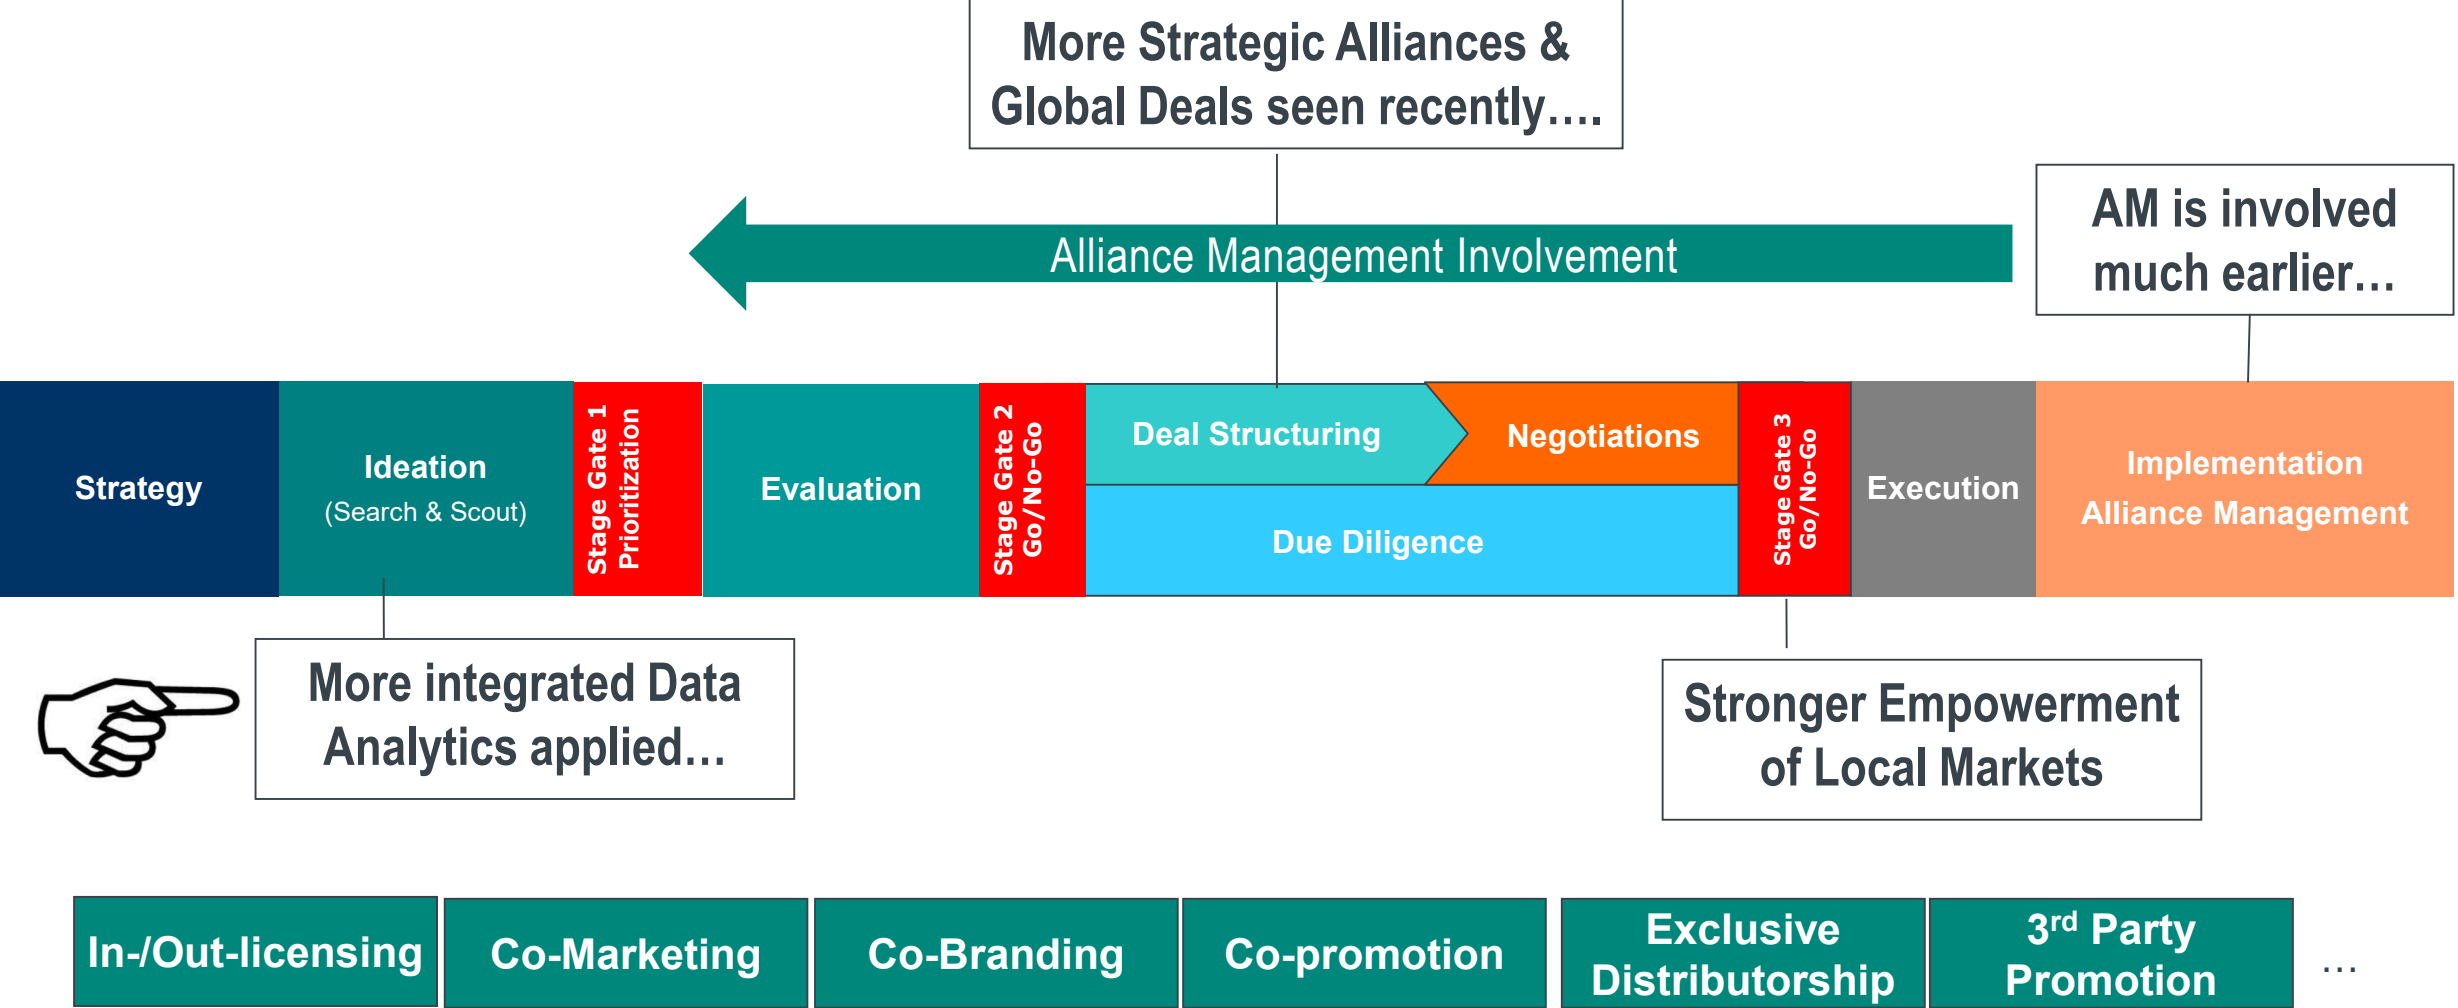 More Strategic Alliances &
Global Deals seen recently….
AM is involved
much earlier…
Alliance Management Involvement
Strategy
Ideation
(Search & Scout)
Stage Gate 1
Prioritization
Evaluation
Stage Gate 2
Go/No-Go
Deal Structuring
Negotiations
Due Diligence
Stage Gate 3
Go/No-Go
Execution
Implementation
Alliance Management
More integrated Data
Analytics applied…
Stronger Empowerment
of Local Markets
In-/Out-licensing
Co-Marketing
Co-Branding
Co-promotion
Exclusive
Distributorship
3rd Party
Promotion
…